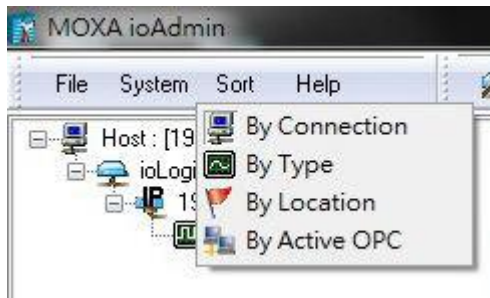 MOXA ioAdmin
File System Sort Help
By Connection
By Type
By Location
By Active OPC
Host : [19
ioLogi
IP 19